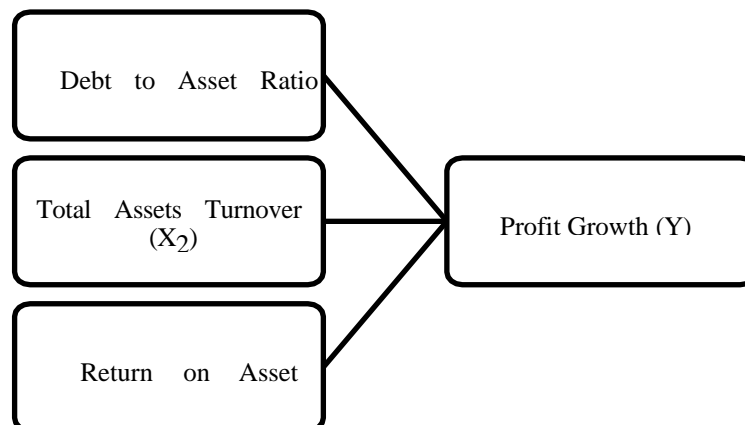 Debt to Asset Ratio
Total Assets Turnover
(X2)
Profit Growth (Y)
Return on Asset